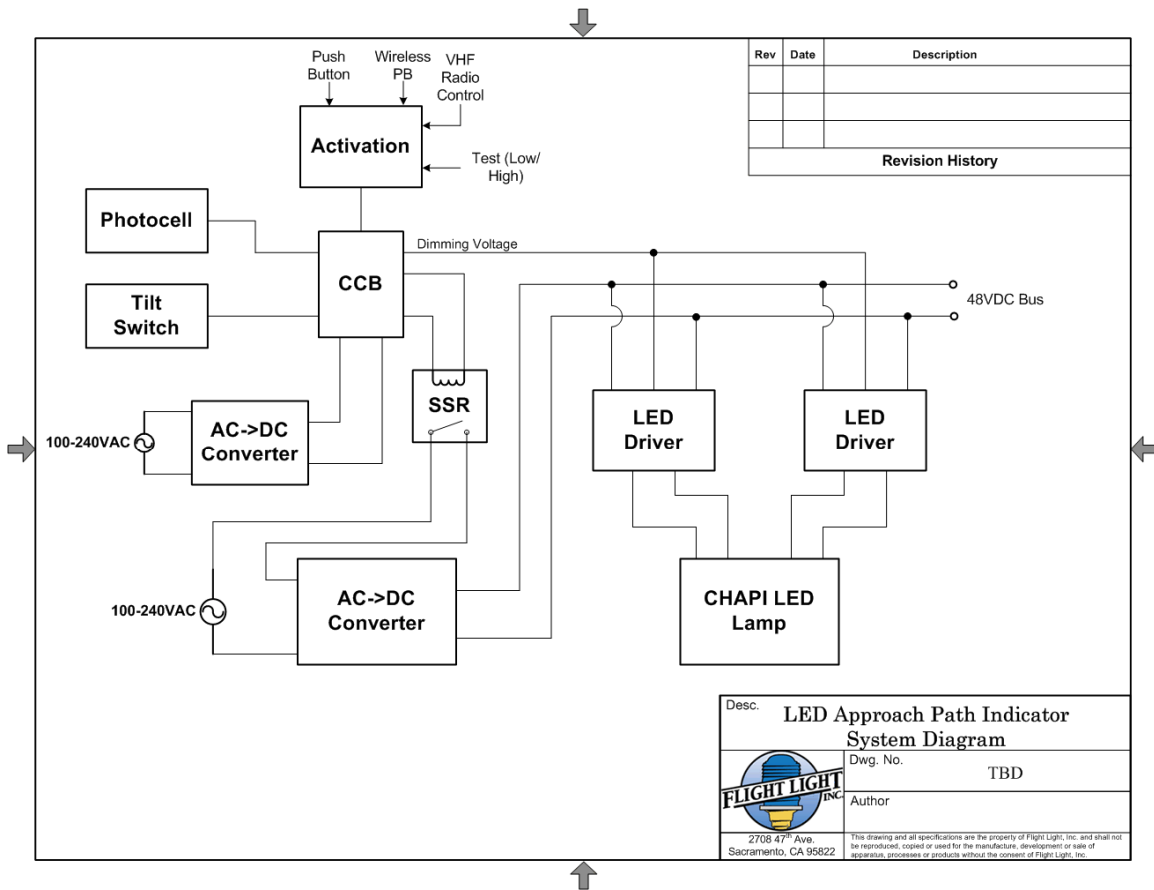 Push
Button
Wireless
PB
VHF
Radio
Control
Activation
Test (Low/
High)
Rev Date Description
Revision History
Photocell
CCB
Dimming Voltage
Tilt
Switch
48VDC Bus
SSR
100-240VAC
AC->DC
Converter
LED
Driver
LED
Driver
100-240VAC
AC->DC
Converter
CHAPI LED
Lamp
Desc.
LED Approach Path Indicator
System Diagram
FLIGHT LIGHT
INC.
Dwg. No.
TBD
Author
2708 47th Ave.
Sacramento, CA 95822
This drawing and all specifications are the property of Flight Light, Inc. and shall not
be reproduced, copied or used for the manufacture, development or sale of
apparatus, processes or products without the consent of Flight Light, Inc.